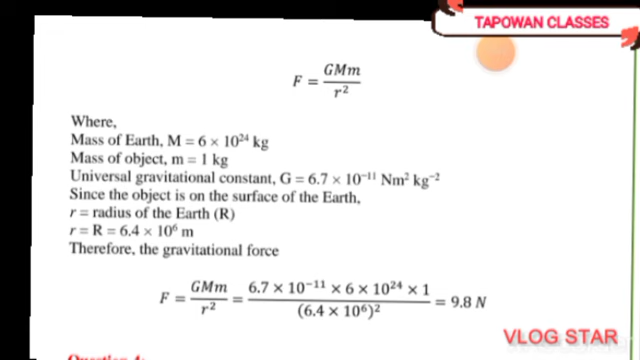 TAPOWAN CLASSES
F = GMm / r²
Where,
Mass of Earth, M = 6 × 10²⁴ kg
Mass of object, m = 1 kg
Universal gravitational constant, G = 6.7 × 10⁻¹¹ Nm² kg⁻²
Since the object is on the surface of the Earth,
r = radius of the Earth (R)
r = R = 6.4 × 10⁶ m
Therefore, the gravitational force
F = GMm / r² = 6.7 × 10⁻¹¹ × 6 × 10²⁴ × 1 / (6.4 × 10⁶)² = 9.8 N
VLOG STAR